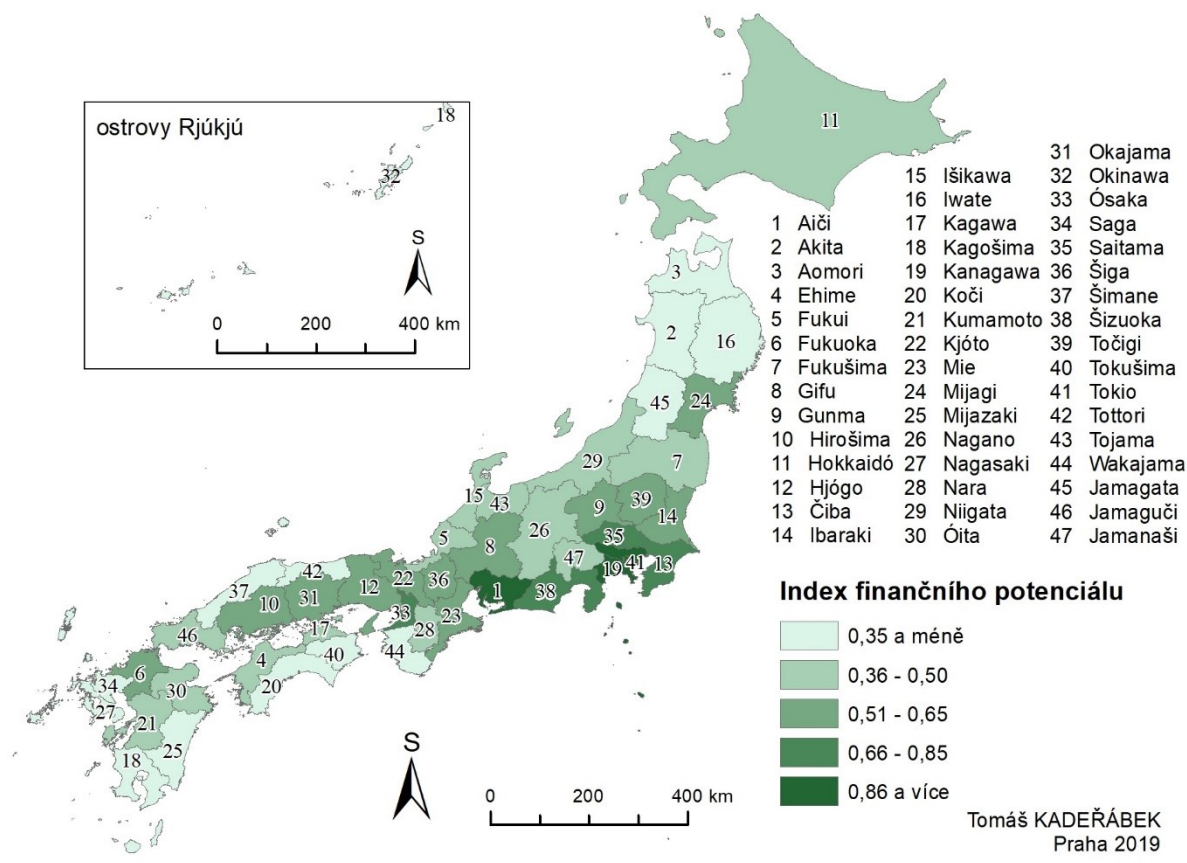 ostrovy Rjúkjú
18
32
S
0 200 400 km
11
3
2
16
45
24
29
7
15
43
9
39
14
5
8
26
35
47
19
41
13
37
42
12
22
36
1
38
10
31
33
23
46
17
28
4
40
44
20
6
34
30
27
21
25
18
S
0 200 400 km
1 Aiči
2 Akita
3 Aomori
4 Ehime
5 Fukui
6 Fukuoka
7 Fukušima
8 Gifu
9 Gunma
10 Hirošima
11 Hokkaidó
12 Hjógo
13 Čiba
14 Ibaraki
15 Išikawa
16 Iwate
17 Kagawa
18 Kagošima
19 Kanagawa
20 Koči
21 Kumamoto
22 Kjóto
23 Mie
24 Mijagi
25 Mijazaki
26 Nagano
27 Nagasaki
28 Nara
29 Niigata
30 Óita
31 Okajama
32 Okinawa
33 Ósaka
34 Saga
35 Saitama
36 Šiga
37 Šimane
38 Šizuoka
39 Točigi
40 Tokušima
41 Tokio
42 Tottori
43 Tojama
44 Wakajama
45 Jamagata
46 Jamaguči
47 Jamanaši
Index finančního potenciálu
0,35 a méně
0,36 - 0,50
0,51 - 0,65
0,66 - 0,85
0,86 a více
Tomáš KADEŘÁBEK
Praha 2019